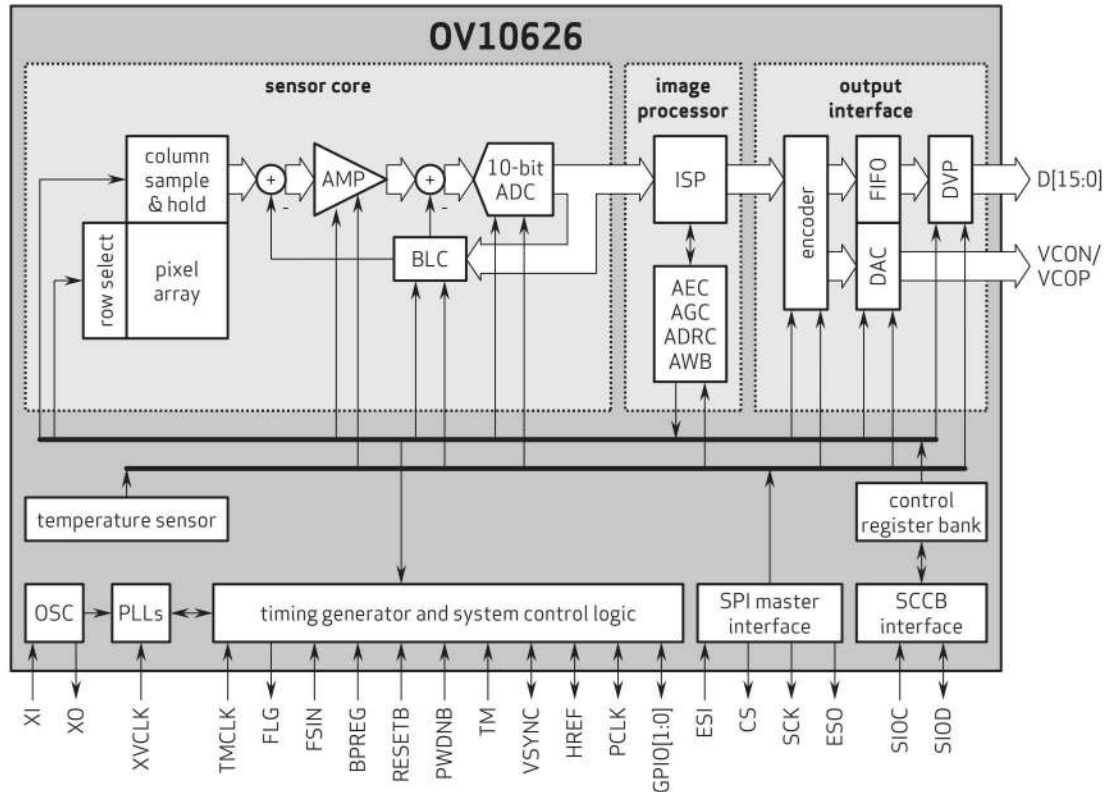 OV10626
sensor core
image
processor
output
interface
column
sample
& hold
row select
pixel
array
+
-
AMP
+
-
10-bit
ADC
BLC
ISP
AEC
AGC
ADRC
AWB
encoder
FIFO
DAC
DVP
D[15:0]
VCON/
VCOP
temperature sensor
control
register bank
OSC
PLLs
timing generator and system control logic
SPI master
interface
SCCB
interface
XI
XO
XVCLK
TMCLK
FLG
FSIN
BPREG
RESETB
PWDNB
TM
VSYNC
HREF
PCLK
GPIO[1:0]
ESI
CS
SCK
ESO
SIOC
SIOD